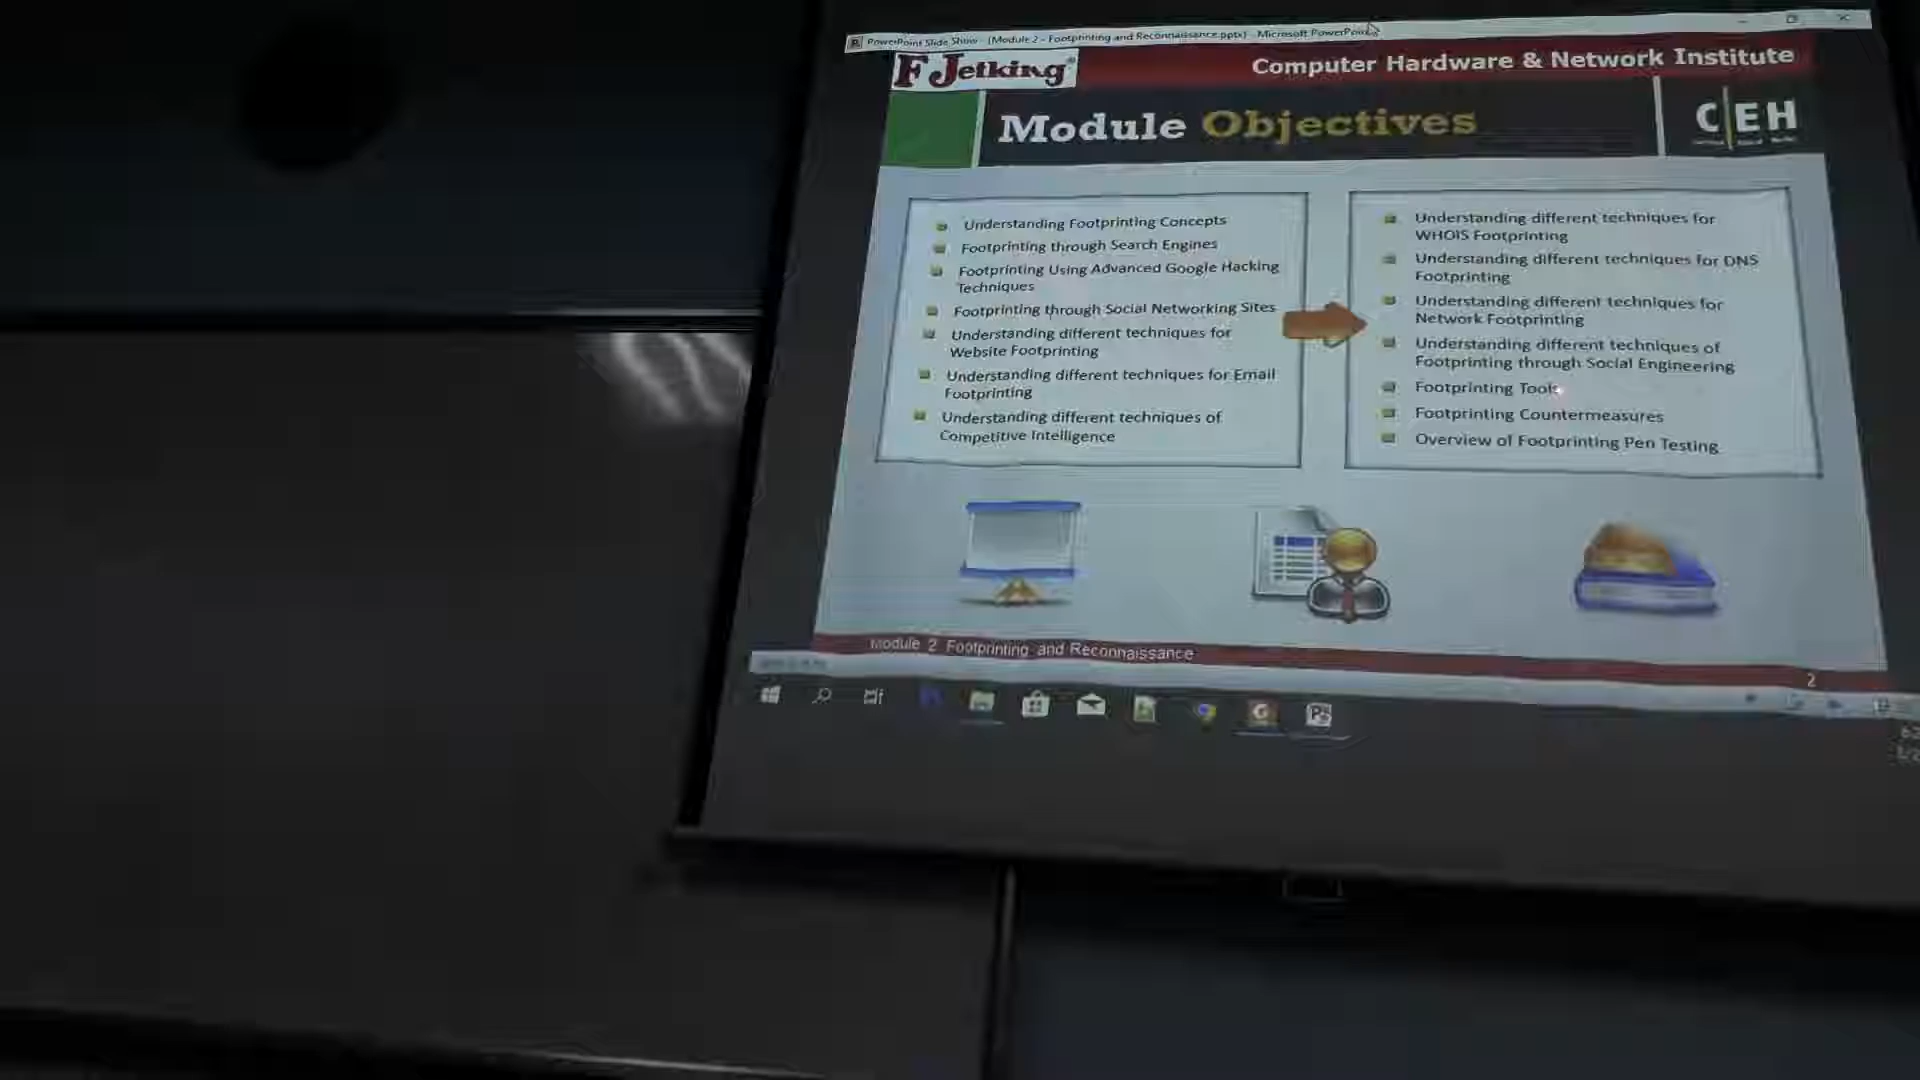 PowerPoint Slide Show - [Module 2 - Footprinting and Reconnaissance.pptx] - Microsoft PowerPoint
Jetking
Computer Hardware & Network Institute
Module Objectives
C|EH
Understanding Footprinting Concepts
Footprinting through Search Engines
Footprinting Using Advanced Google Hacking
Techniques
Footprinting through Social Networking Sites
Understanding different techniques for
Website Footprinting
Understanding different techniques for Email
Footprinting
Understanding different techniques of
Competitive Intelligence
Understanding different techniques for
WHOIS Footprinting
Understanding different techniques for DNS
Footprinting
Understanding different techniques for
Network Footprinting
Understanding different techniques of
Footprinting through Social Engineering
Footprinting Tools
Footprinting Countermeasures
Overview of Footprinting Pen Testing
Module 2 Footprinting and Reconnaissance
2